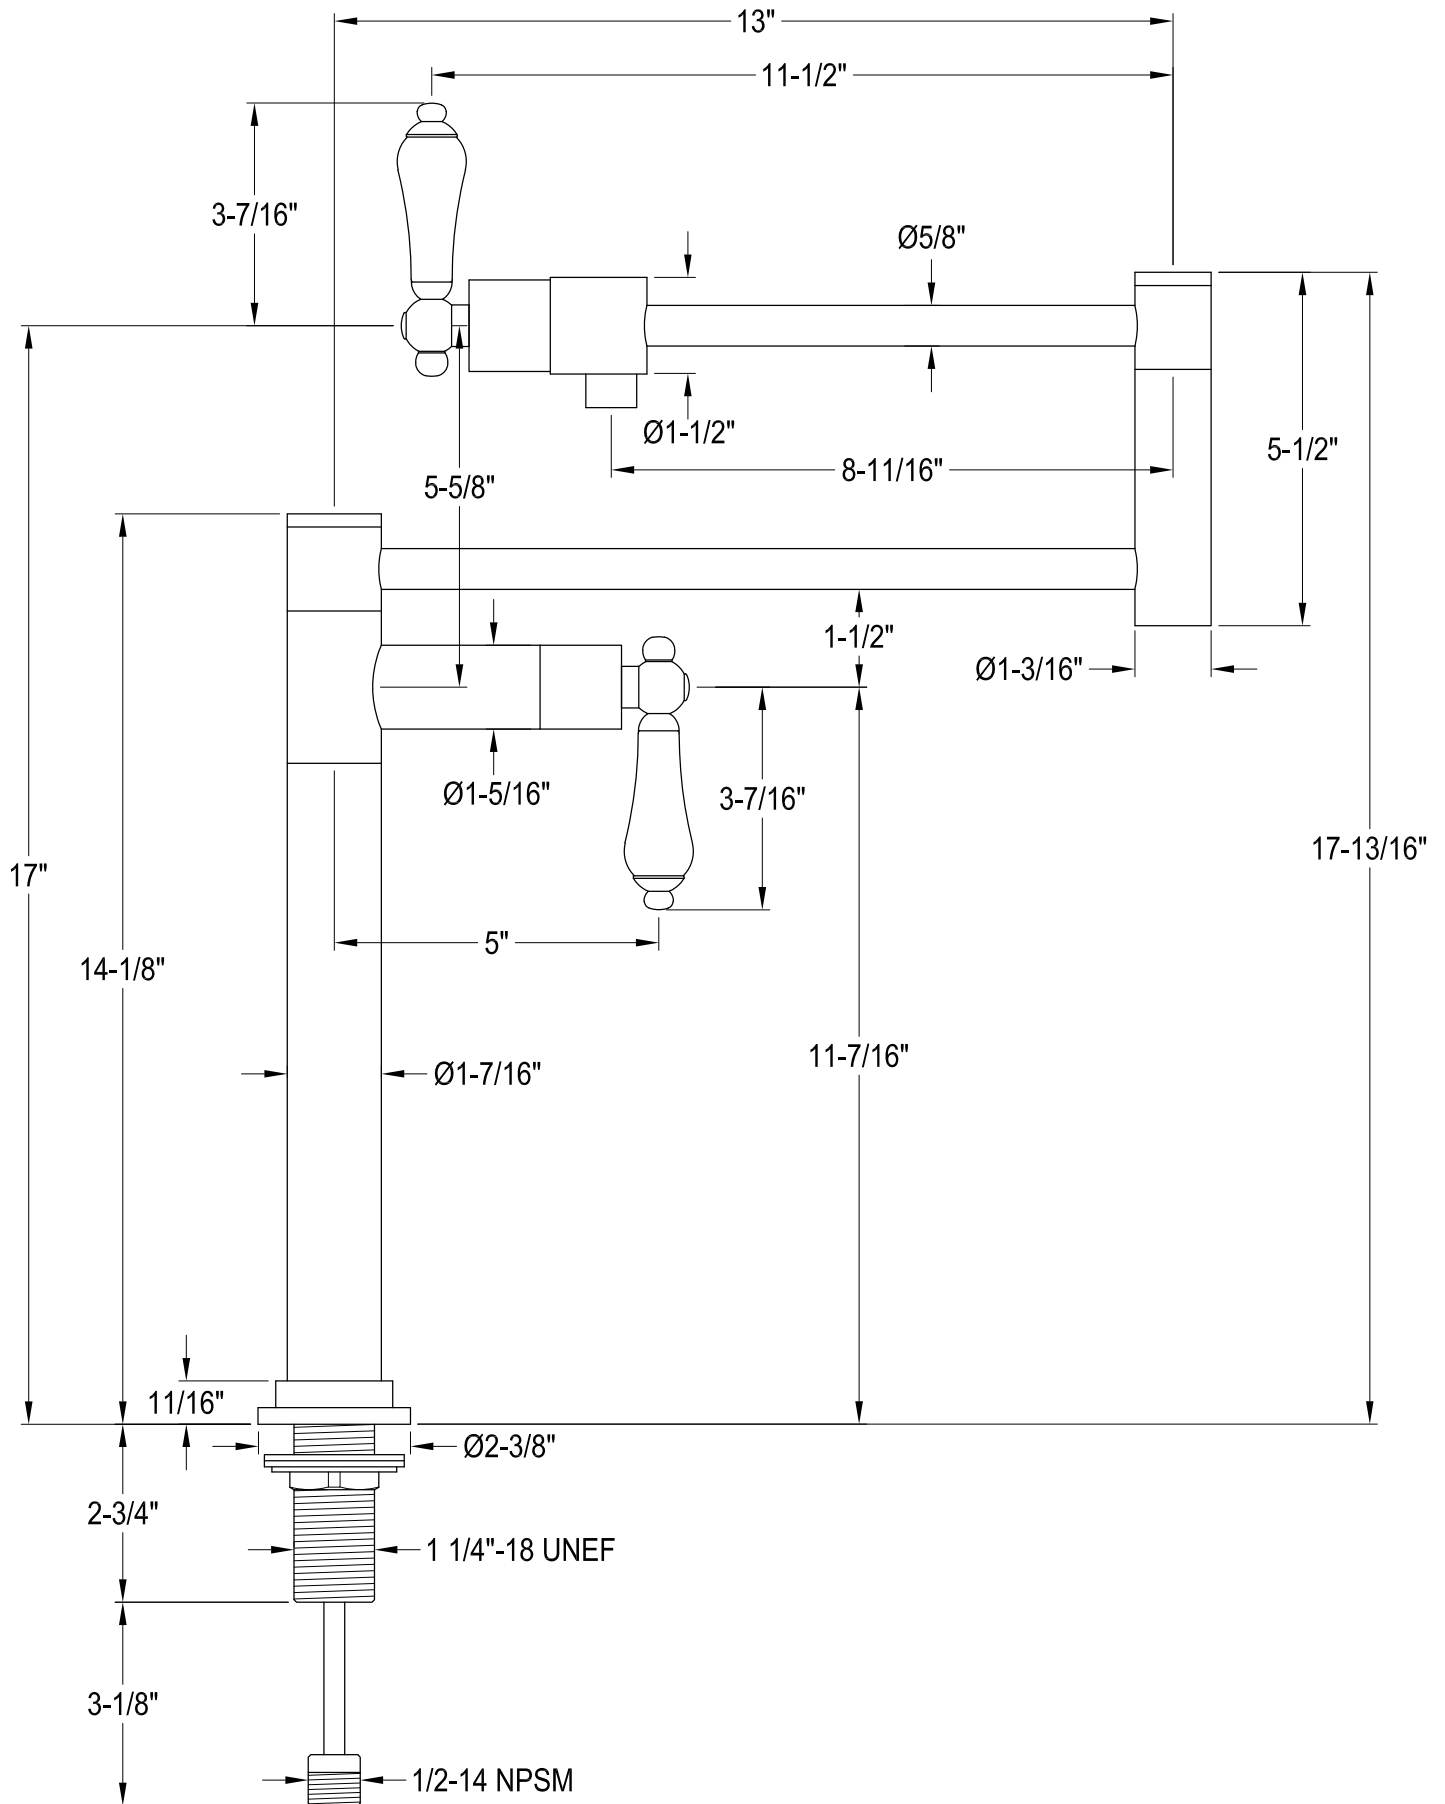 13"
11-1/2"
3-7/16"
Ø5/8"
Ø1-1/2"
5-1/2"
8-11/16"
5-5/8"
1-1/2"
Ø1-3/16"
Ø1-5/16"
3-7/16"
17-13/16"
17"
5"
14-1/8"
11-7/16"
Ø1-7/16"
11/16"
Ø2-3/8"
2-3/4"
1 1/4"-18 UNEF
3-1/8"
1/2-14 NPSM